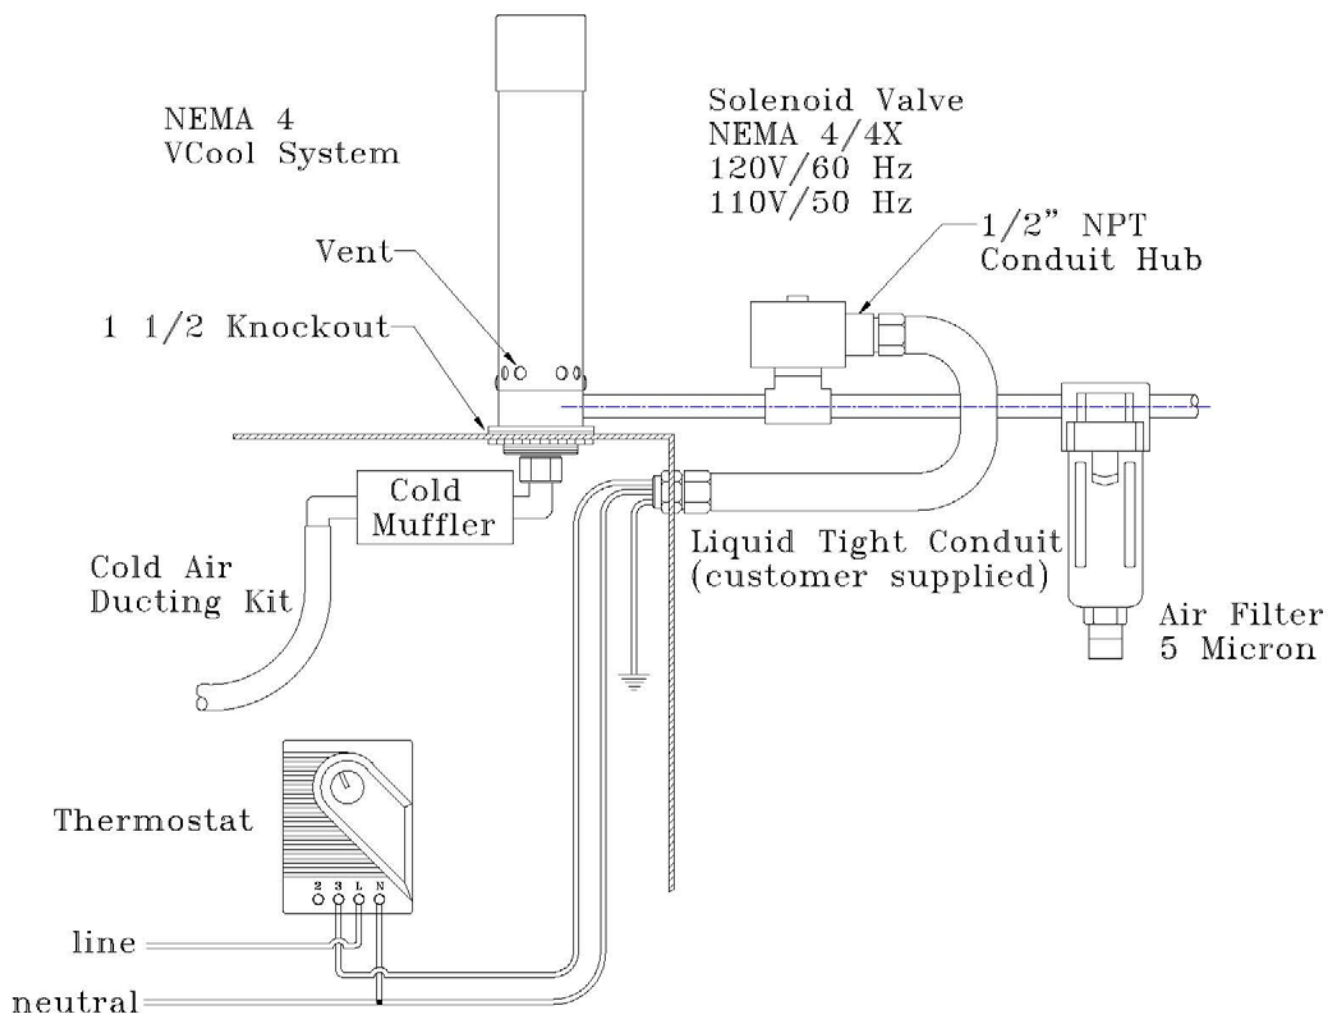 NEMA 4
VCool System
Solenoid Valve
NEMA 4/4X
120V/60 Hz
110V/50 Hz
1/2” NPT
Conduit Hub
Vent
1 1/2 Knockout
Cold
Muffler
Liquid Tight Conduit
(customer supplied)
Cold Air
Ducting Kit
Air Filter
5 Micron
Thermostat
2 3 L N
line
neutral